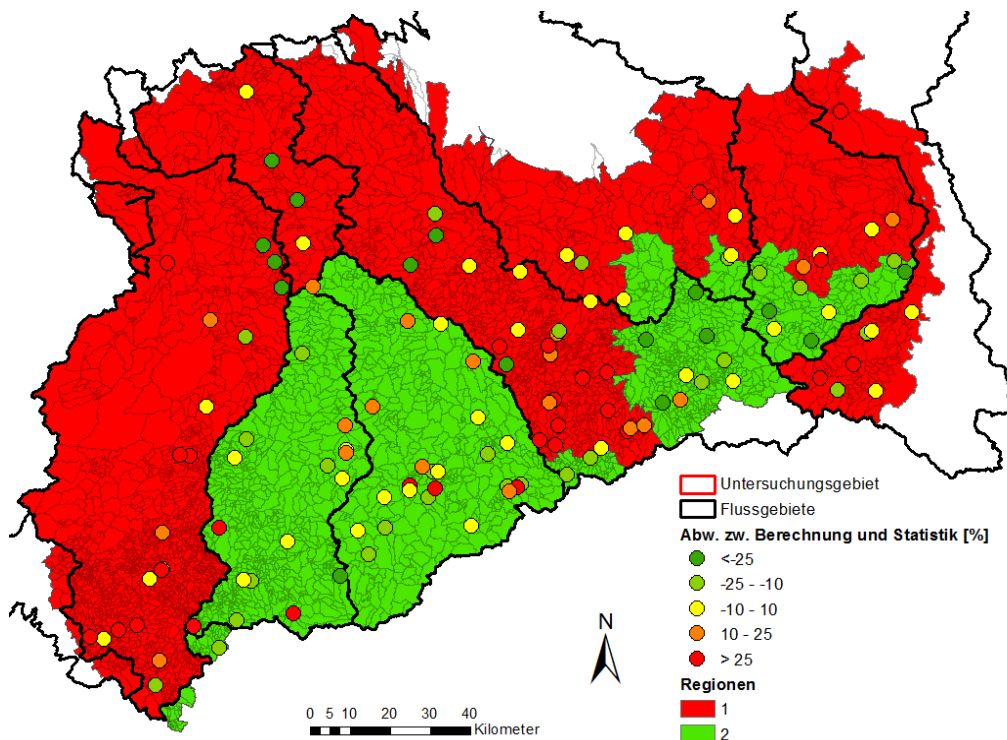 Untersuchungsgebiet
Flussgebiete
Abw. zw. Berechnung und Statistik [%]
<-25
-25 - -10
-10 - 10
10 - 25
> 25
Regionen
1
2
N
0 5 10 20 30 40
Kilometer